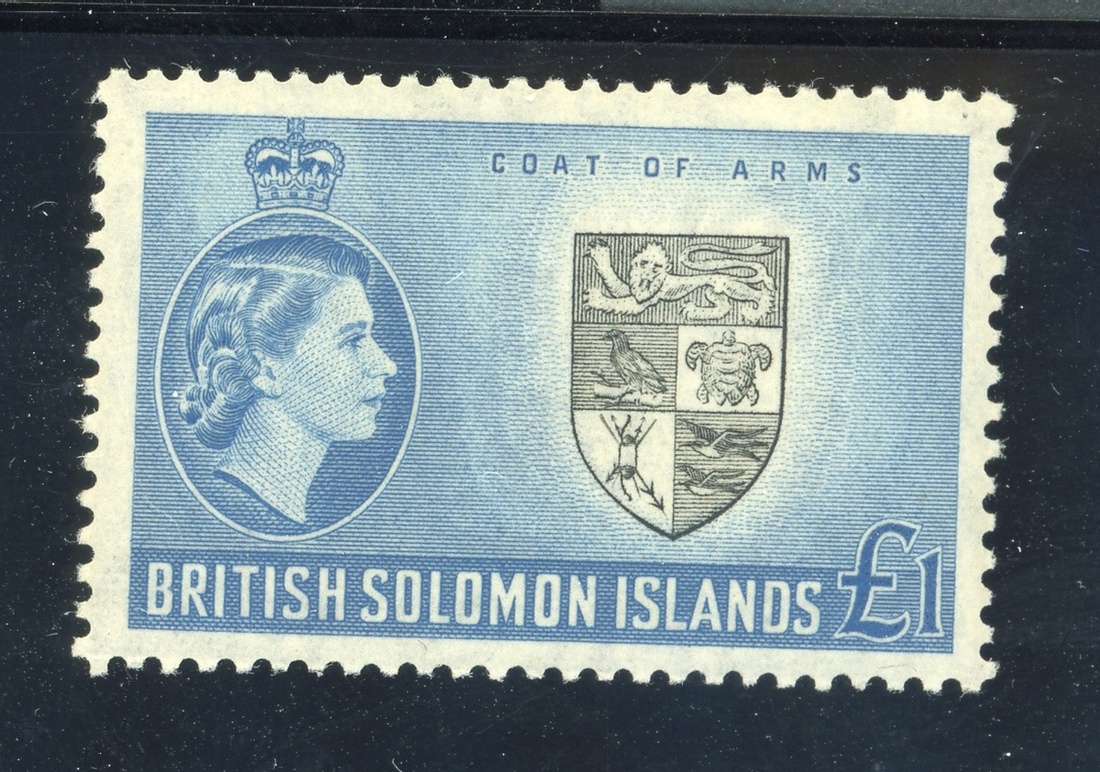 COAT OF ARMS
BRITISH SOLOMON ISLANDS £1